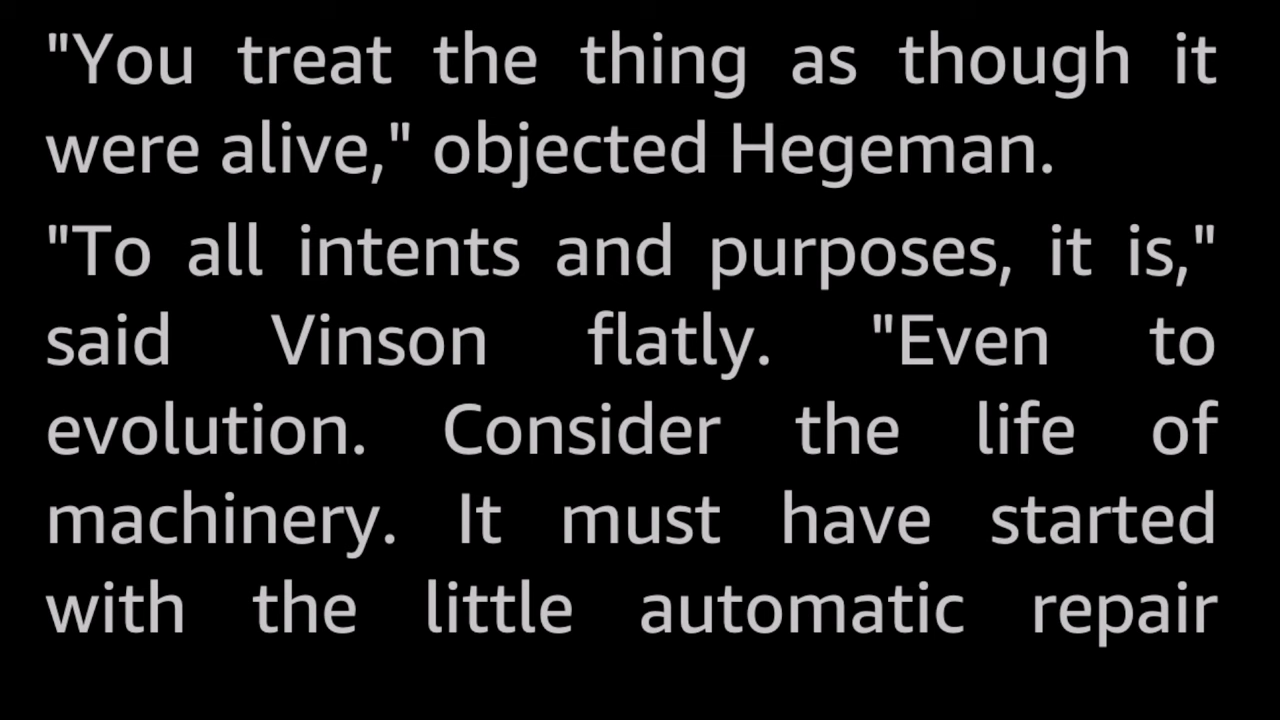 "You treat the thing as though it
were alive," objected Hegeman.
"To all intents and purposes, it is,"
said Vinson flatly. "Even to
evolution. Consider the life of
machinery. It must have started
with the little automatic repair